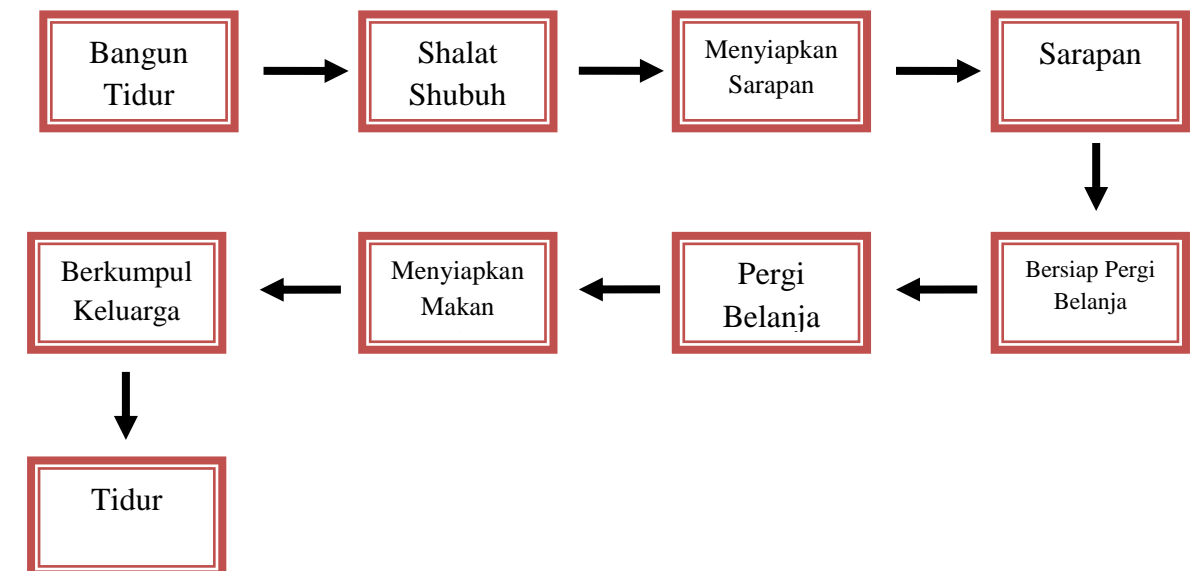 Bangun
Tidur
Shalat
Shubuh
Menyiapkan
Sarapan
Sarapan
Bersiap Pergi
Belanja
Pergi
Belanja
Menyiapkan
Makan
Berkumpul
Keluarga
Tidur